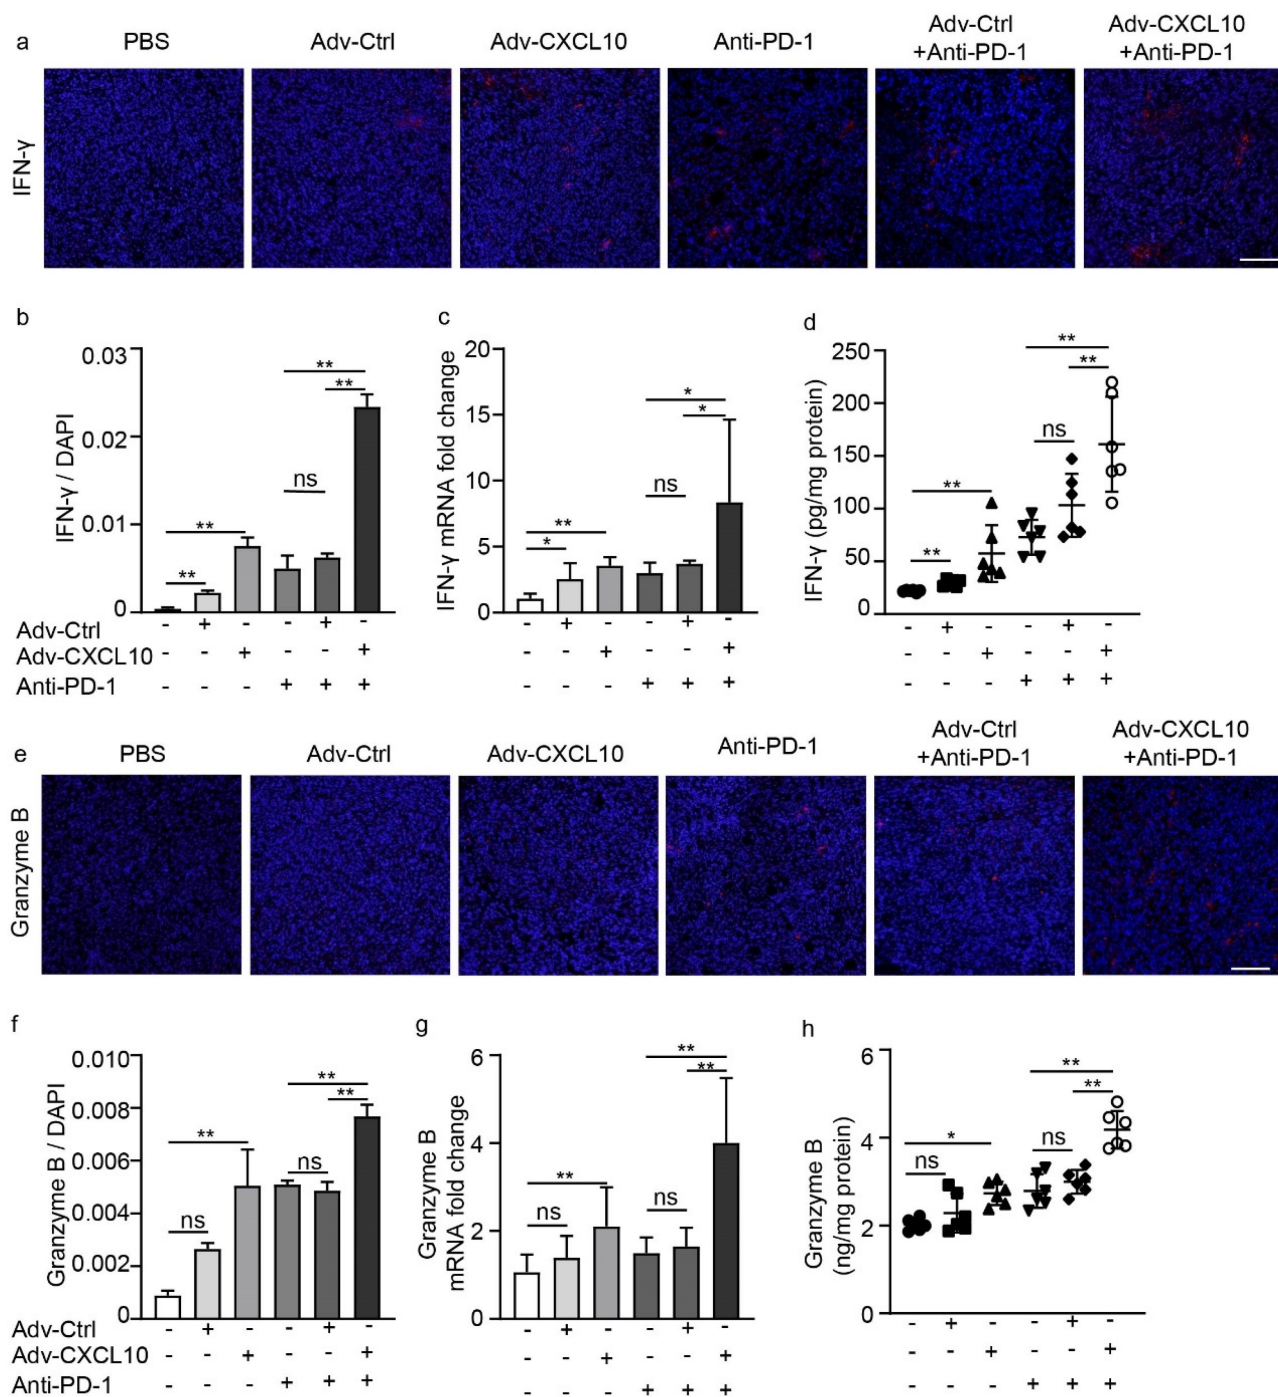 a
PBS
Adv-Ctrl
Adv-CXCL10
Anti-PD-1
Adv-Ctrl
+Anti-PD-1
Adv-CXCL10
+Anti-PD-1
IFN-γ
b
IFN-γ / DAPI
0.03
0.02
0.01
0
**
**
ns
**
**
c
IFN-γ mRNA fold change
20
15
10
5
0
*
*
ns
**
*
d
IFN-γ (pg/mg protein)
250
200
150
100
50
0
**
**
ns
**
**
Adv-Ctrl - + - - + - - + - - + - - + - - + -
Adv-CXCL10 - - + - - + - - + - - + - - + - - +
Anti-PD-1 - - - + + + - - - + + + - - - + + +
e
PBS
Adv-Ctrl
Adv-CXCL10
Anti-PD-1
Adv-Ctrl
+Anti-PD-1
Adv-CXCL10
+Anti-PD-1
Granzyme B
f
Granzyme B / DAPI
0.010
0.008
0.006
0.004
0.002
0
**
**
**
ns
ns
g
Granzyme B
mRNA fold change
6
4
2
0
**
**
**
ns
ns
h
Granzyme B
(ng/mg protein)
6
4
2
0
**
**
*
ns
ns
Adv-Ctrl - + - - + - - + - - + - - + - - + -
Adv-CXCL10 - - + - - + - - + - - + - - + - - +
Anti-PD-1 - - - + + + - - - + + + - - - + + +